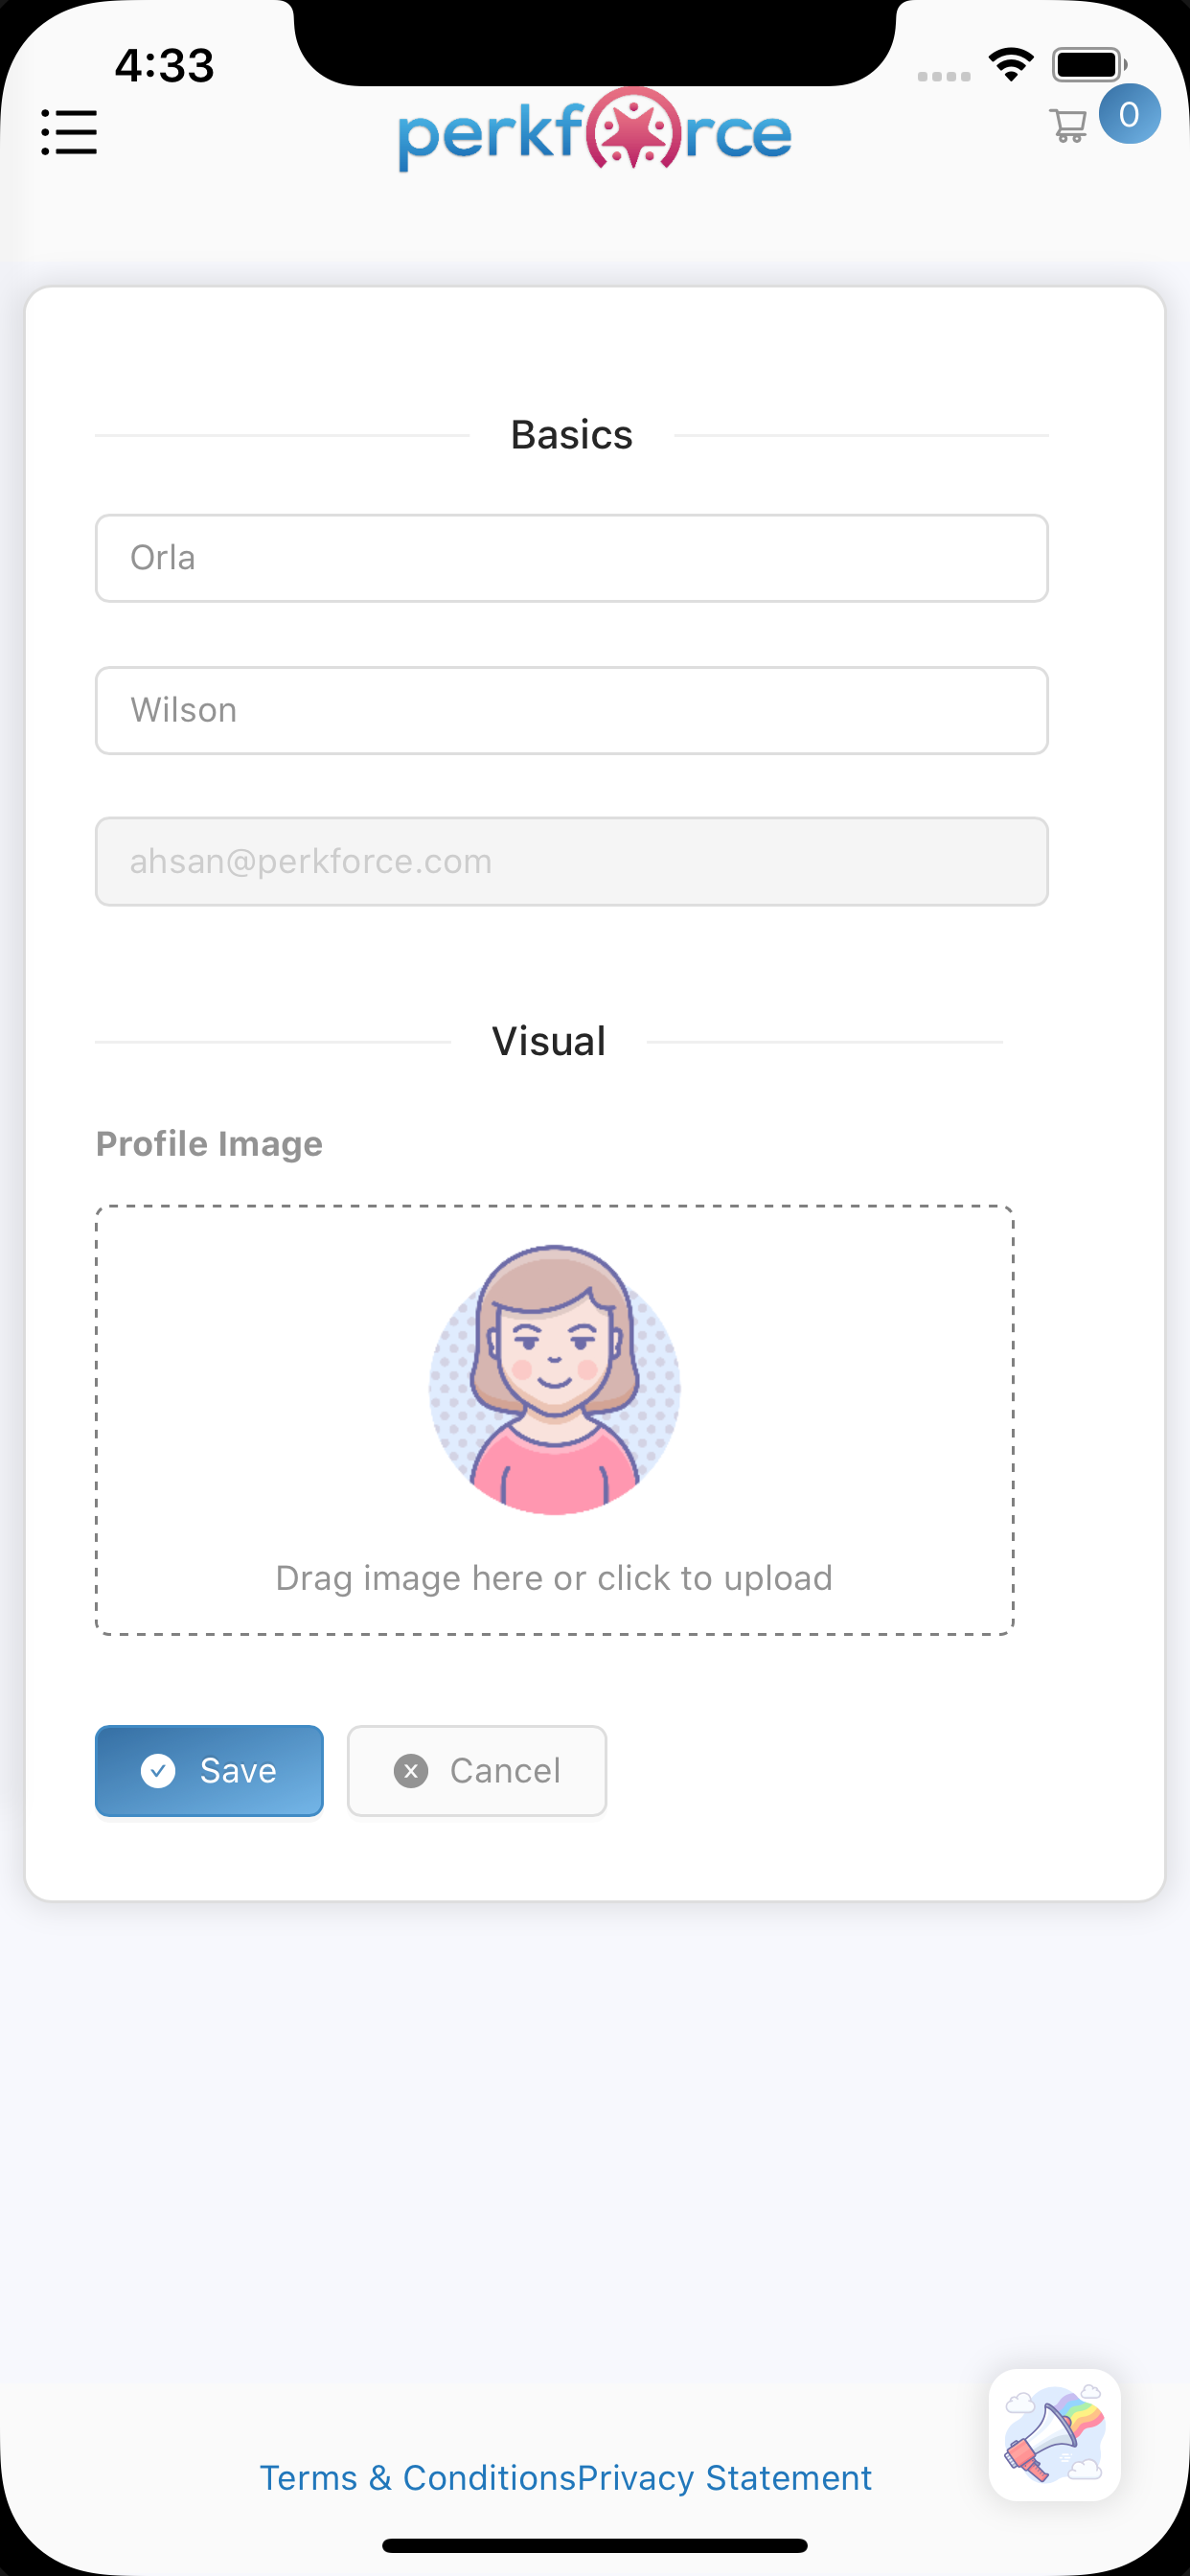 4:33
perkforce
0
Basics
Orla
Wilson
ahsan@perkforce.com
Visual
Profile Image
Drag image here or click to upload
Save
Cancel
Terms & ConditionsPrivacy Statement